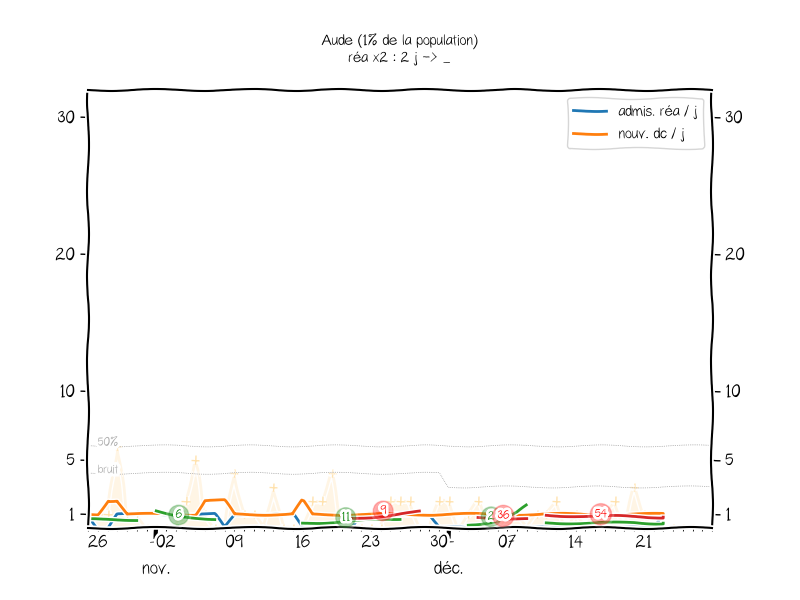 Aude (1% de la population)
réa x2 : 2 j -> _
admis. réa / j
nouv. dc / j
30 30
20 20
10 10
50%
5 5
bruit
1 6 11 9 36 54 1
26 02 09 16 23 30 07 14 21
nov. déc.